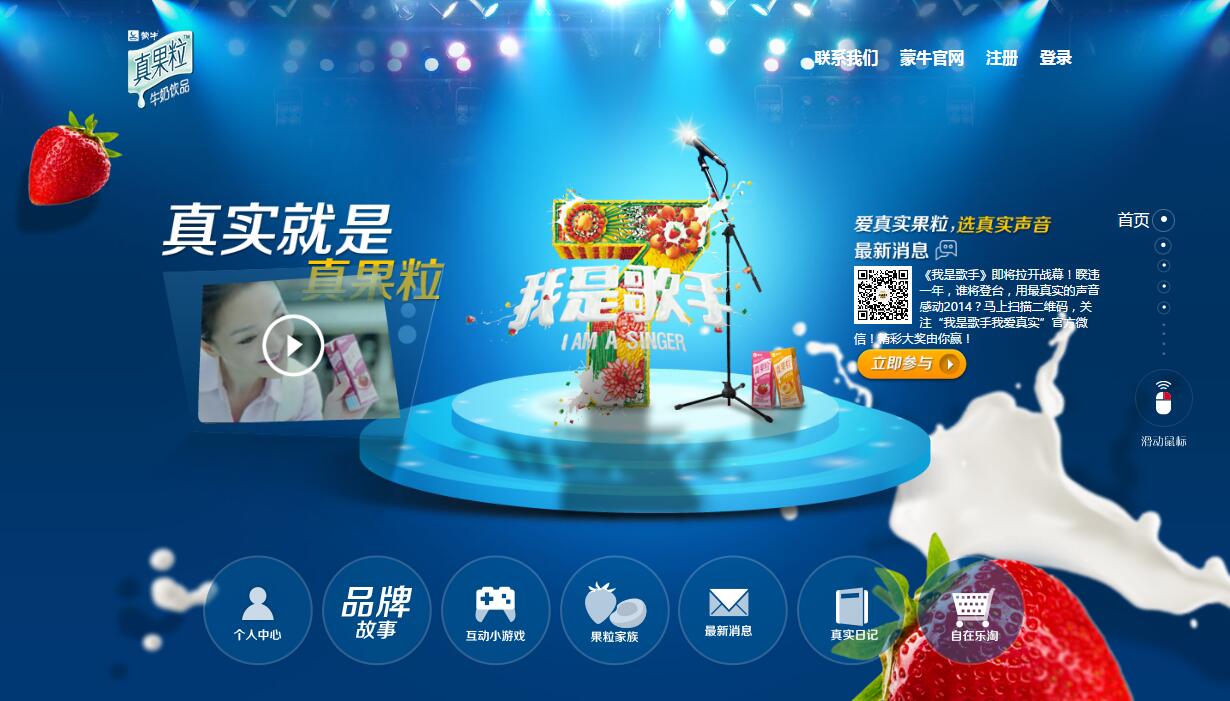 蒙牛
真果粒™
牛奶饮品
联系我们 蒙牛官网 注册 登录
真实就是
真果粒
我是歌手
I AM A SINGER
爱真实果粒,选真实声音
最新消息
《我是歌手》即将拉开战幕！暌违
一年，谁将登台，用最真实的声音
感动2014？马上扫描二维码，关
注“我是歌手我爱真实”官方微
信！精彩大奖由你赢！
立即参与
首页
滑动鼠标
个人中心
品牌
故事
互动小游戏
果粒家族
最新消息
真实日记
自在乐淘